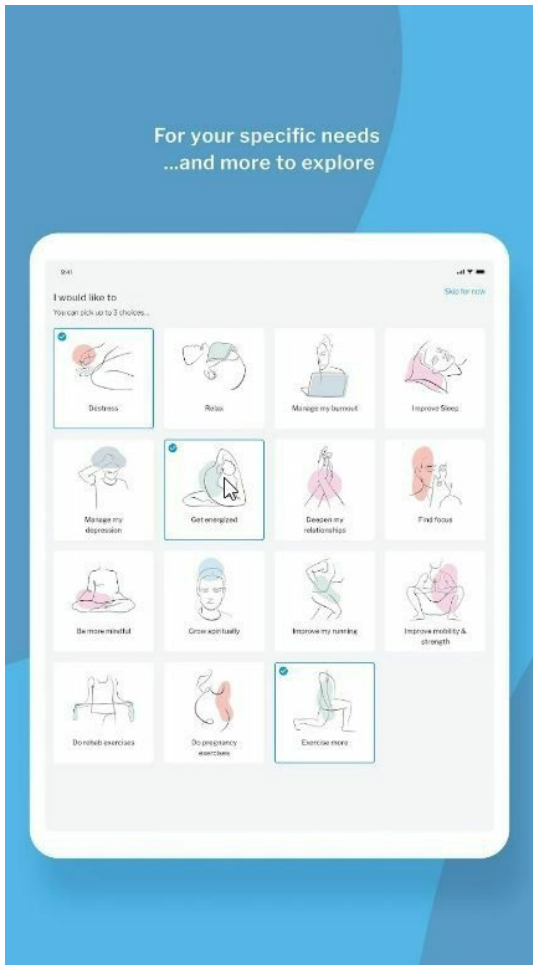 For your specific needs
...and more to explore
9:41
I would like to
Skip for now
You can pick up to 3 choices...
Destress
Relax
Manage my burnout
Improve Sleep
Manage my
depression
Get energized
Deepen my
relationships
Find focus
Be more mindful
Grow spiritually
Improve my running
Improve mobility &
strength
Do rehab exercises
Do pregnancy
exercises
Exercise more